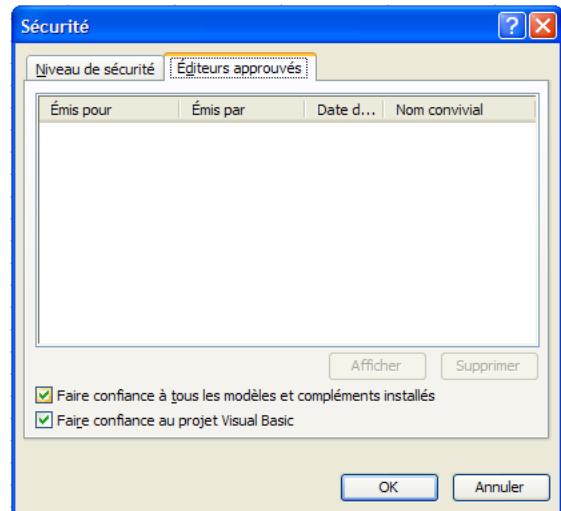 Sécurité
Niveau de sécurité Éditeurs approuvés
Émis pour Émis par Date d... Nom convivial
Afficher Supprimer
Faire confiance à tous les modèles et compléments installés
Faire confiance au projet Visual Basic
OK Annuler